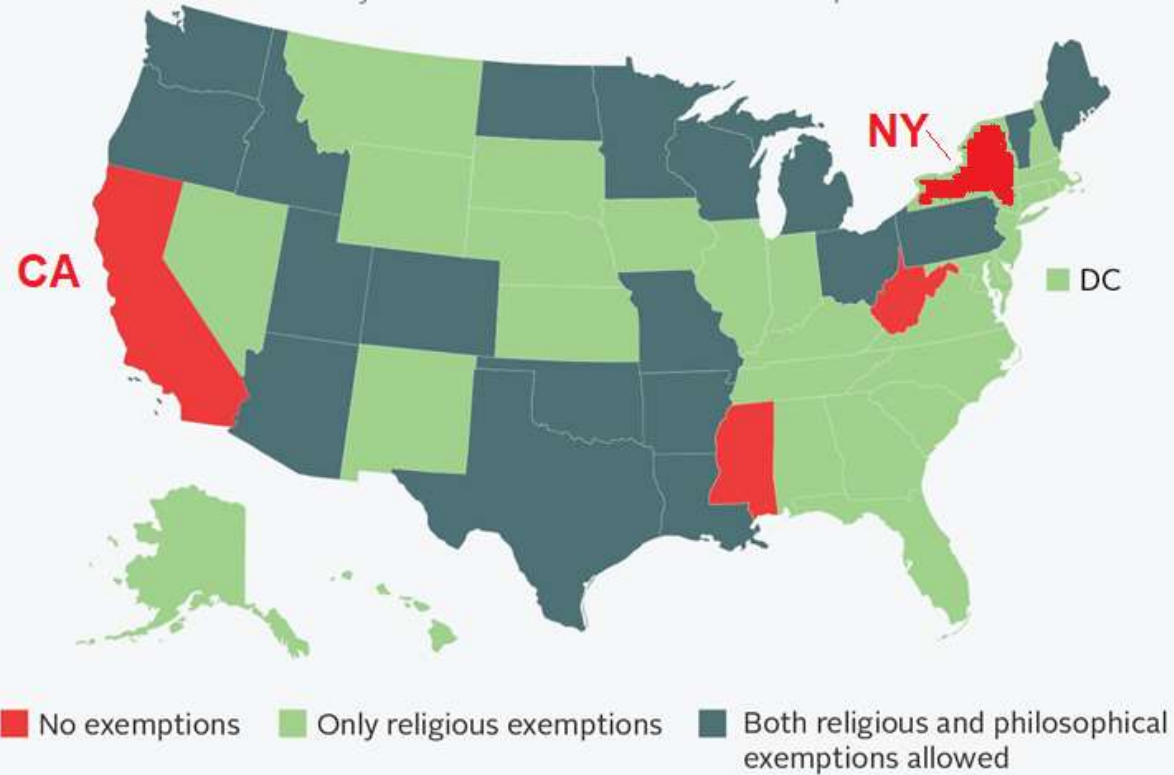 NY
CA
DC
No exemptions
Only religious exemptions
Both religious and philosophical
exemptions allowed